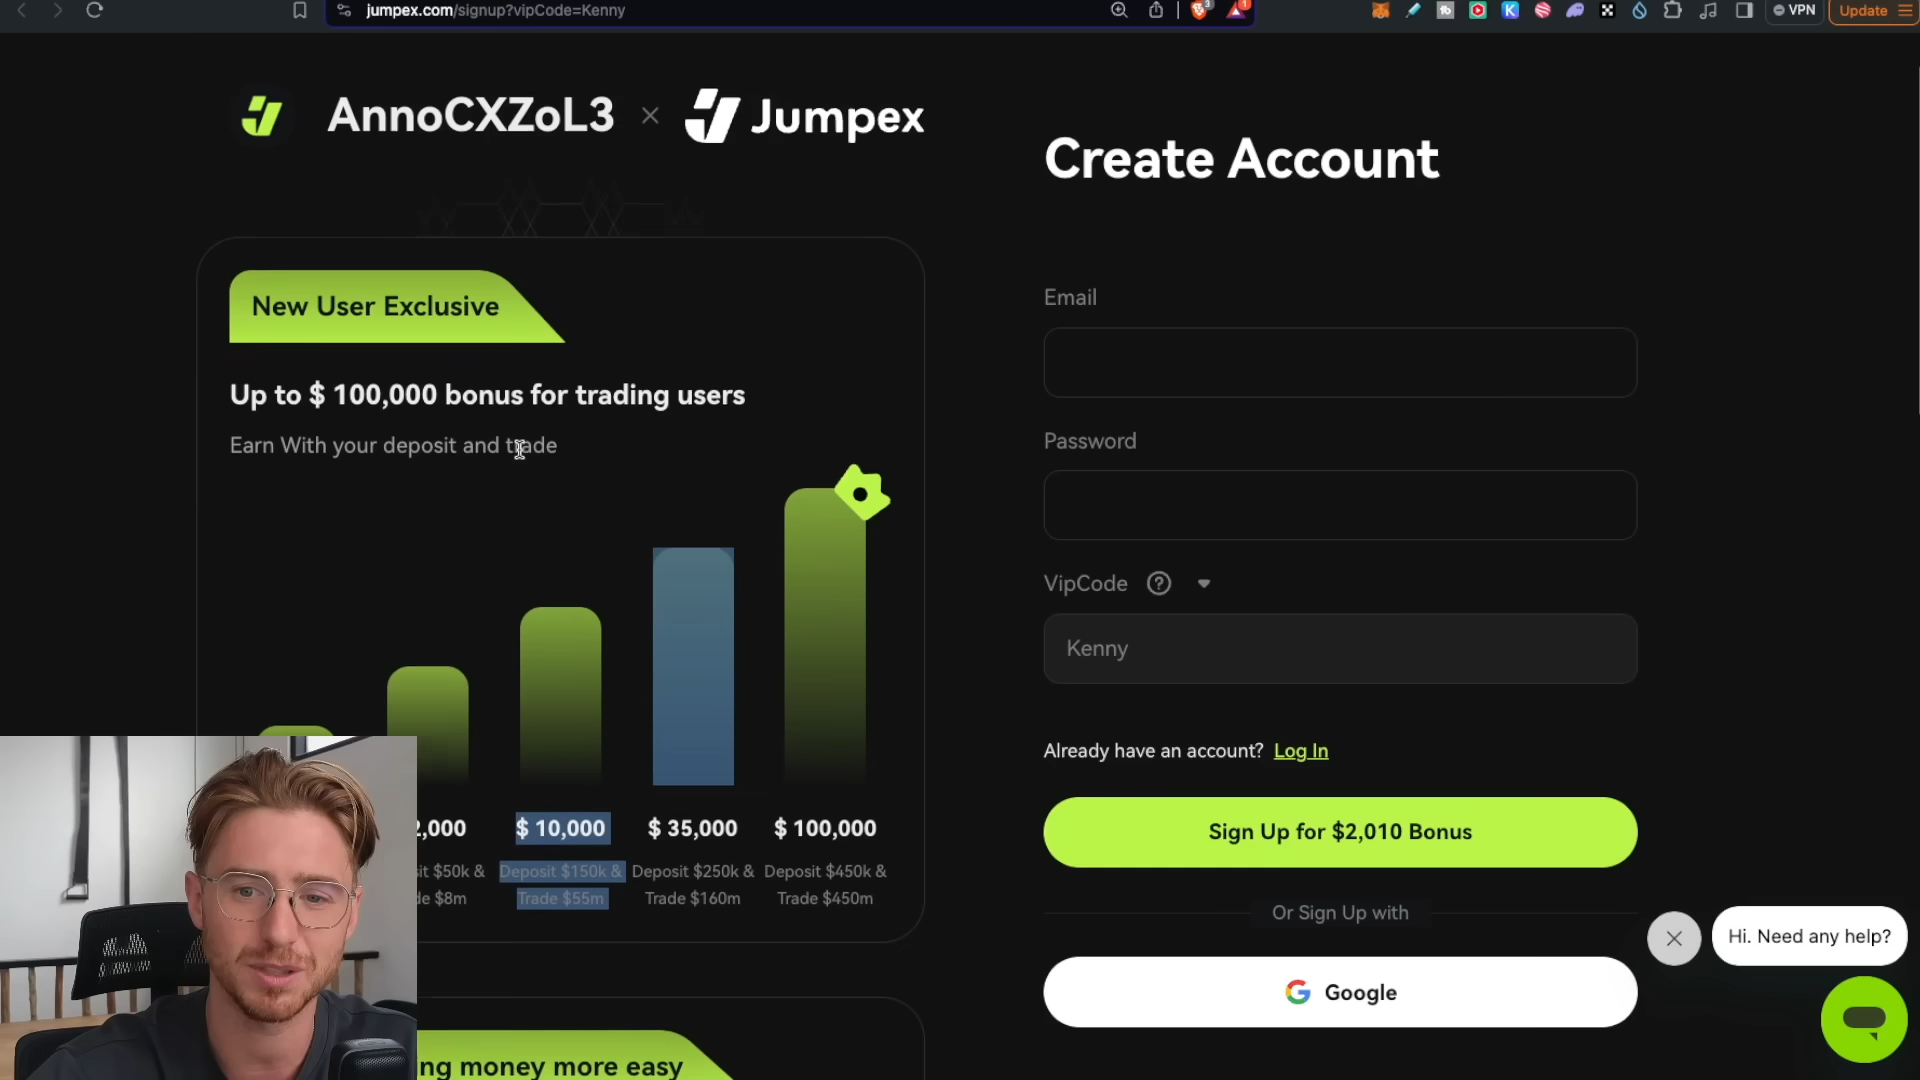 jumpex.com/signup?vipCode=Kenny
VPN
Update
AnnoCXZoL3 × Jumpex
New User Exclusive
Up to $ 100,000 bonus for trading users
Earn With your deposit and trade
2,000
$ 10,000
$ 35,000
$ 100,000
it $50k &
de $8m
Deposit $150k &
Trade $55m
Deposit $250k &
Trade $160m
Deposit $450k &
Trade $450m
ng money more easy
Create Account
Email
Password
VipCode ?
Kenny
Already have an account? Log In
Sign Up for $2,010 Bonus
Or Sign Up with
Google
Hi. Need any help?